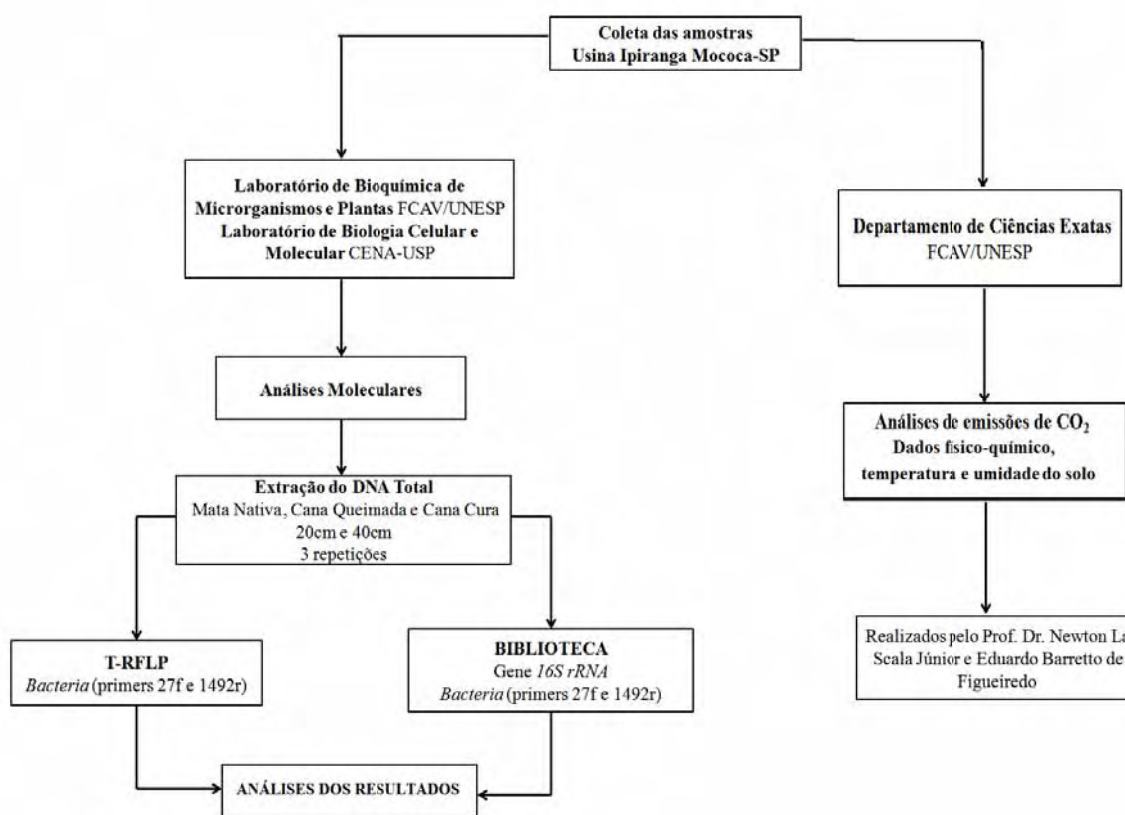 Coleta das amostras
Usina Ipiranga Mococa-SP
Laboratório de Bioquímica de
Microrganismos e Plantas FCAV/UNESP
Laboratório de Biologia Celular e
Molecular CENA-USP
Análises Moleculares
Extração do DNA Total
Mata Nativa, Cana Queimada e Cana Cura
20cm e 40cm
3 repetições
T-RFLP
Bacteria (primers 27f e 1492r)
BIBLIOTECA
Gene 16S rRNA
Bacteria (primers 27f e 1492r)
ANÁLISES DOS RESULTADOS
Departamento de Ciências Exatas
FCAV/UNESP
Análises de emissões de CO₂
Dados físico-químico,
temperatura e umidade do solo
Realizados pelo Prof. Dr. Newton La
Scala Júnior e Eduardo Barretto de
Figueiredo